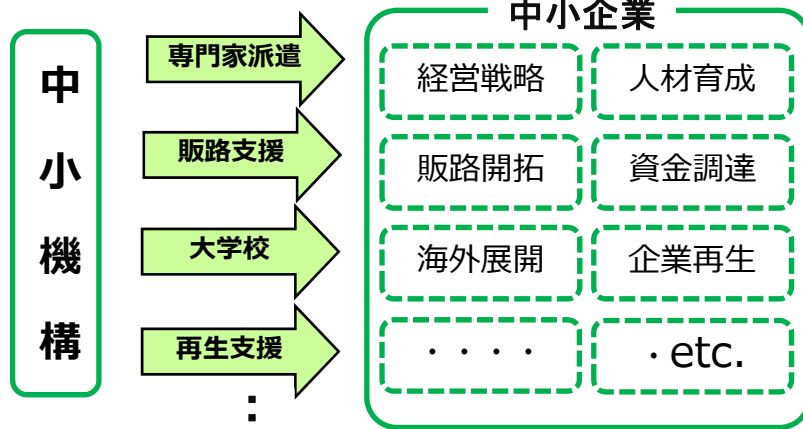 中小機構
専門家派遣
販路支援
大学校
再生支援
：
中小企業
経営戦略
人材育成
販路開拓
資金調達
海外展開
企業再生
・・・・
・etc.